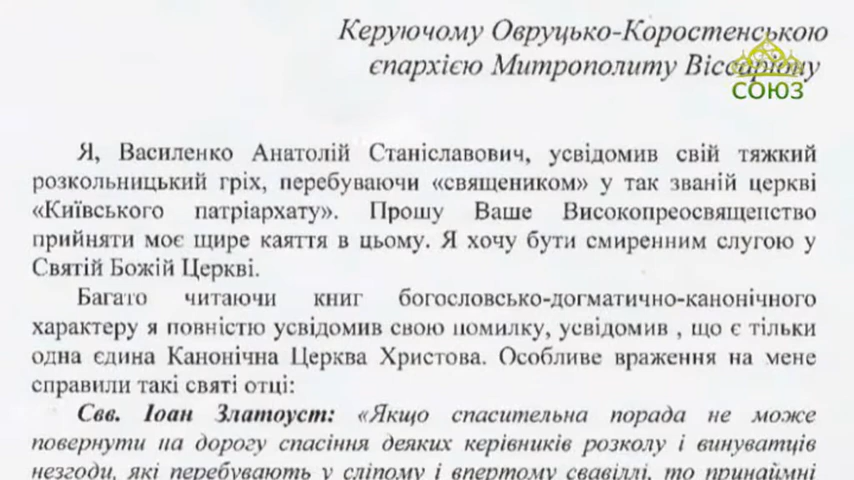 Керуючому Овруцько-Коростенською
єпархією Митрополиту Віссаріону
СОЮЗ
Я, Василенко Анатолій Станіславович, усвідомив свій тяжкий
розкольницький гріх, перебуваючи «священиком» у так званій церкві
«Київського патріархату». Прошу Ваше Високопреосвященство
прийняти моє щире каяття в цьому. Я хочу бути смиренним слугою у
Святій Божій Церкві.
Багато читаючи книг богословсько-догматично-канонічного
характеру я повністю усвідомив свою помилку, усвідомив , що є тільки
одна єдина Канонічна Церква Христова. Особливе враження на мене
справили такі святі отці:
Свв. Іоан Златоуст: «Якщо спасительна порада не може
повернути на дорогу спасіння деяких керівників розколу і винуватців
незгоди, які перебувають у сліпому і впертому свавіллі, то принаймні